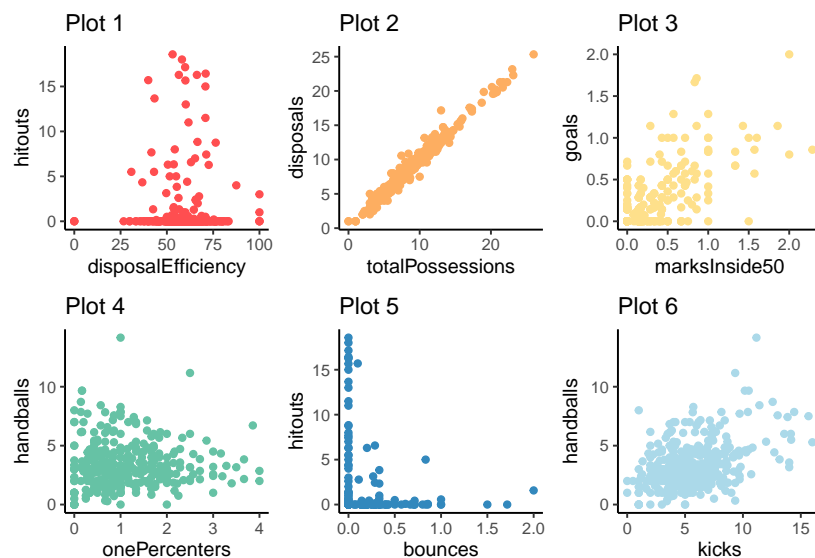 Plot 1
hitouts
15
10
5
0
0
25
50
75
100
disposalEfficiency
Plot 2
disposals
25
20
15
10
5
0
0
10
20
totalPossessions
Plot 3
goals
2.0
1.5
1.0
0.5
0.0
0.0
0.5
1.0
1.5
2.0
marksInside50
Plot 4
handballs
10
5
0
0
1
2
3
4
onePercenters
Plot 5
hitouts
15
10
5
0
0.0
0.5
1.0
1.5
2.0
bounces
Plot 6
handballs
10
5
0
0
5
10
15
kicks